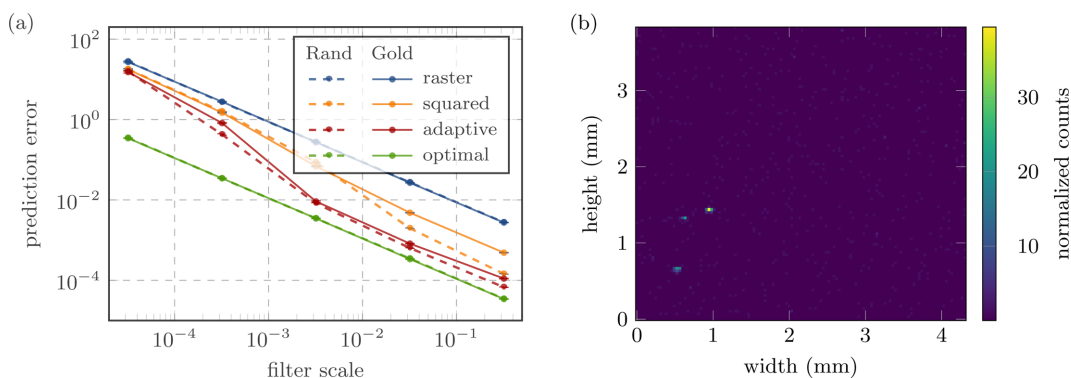 (a)
10^2
10^0
10^−2
10^−4
prediction error
10^−4 10^−3 10^−2 10^−1
filter scale
Rand Gold
raster
squared
adaptive
optimal
(b)
3
2
1
0
height (mm)
0 1 2 3 4
width (mm)
30
20
10
normalized counts